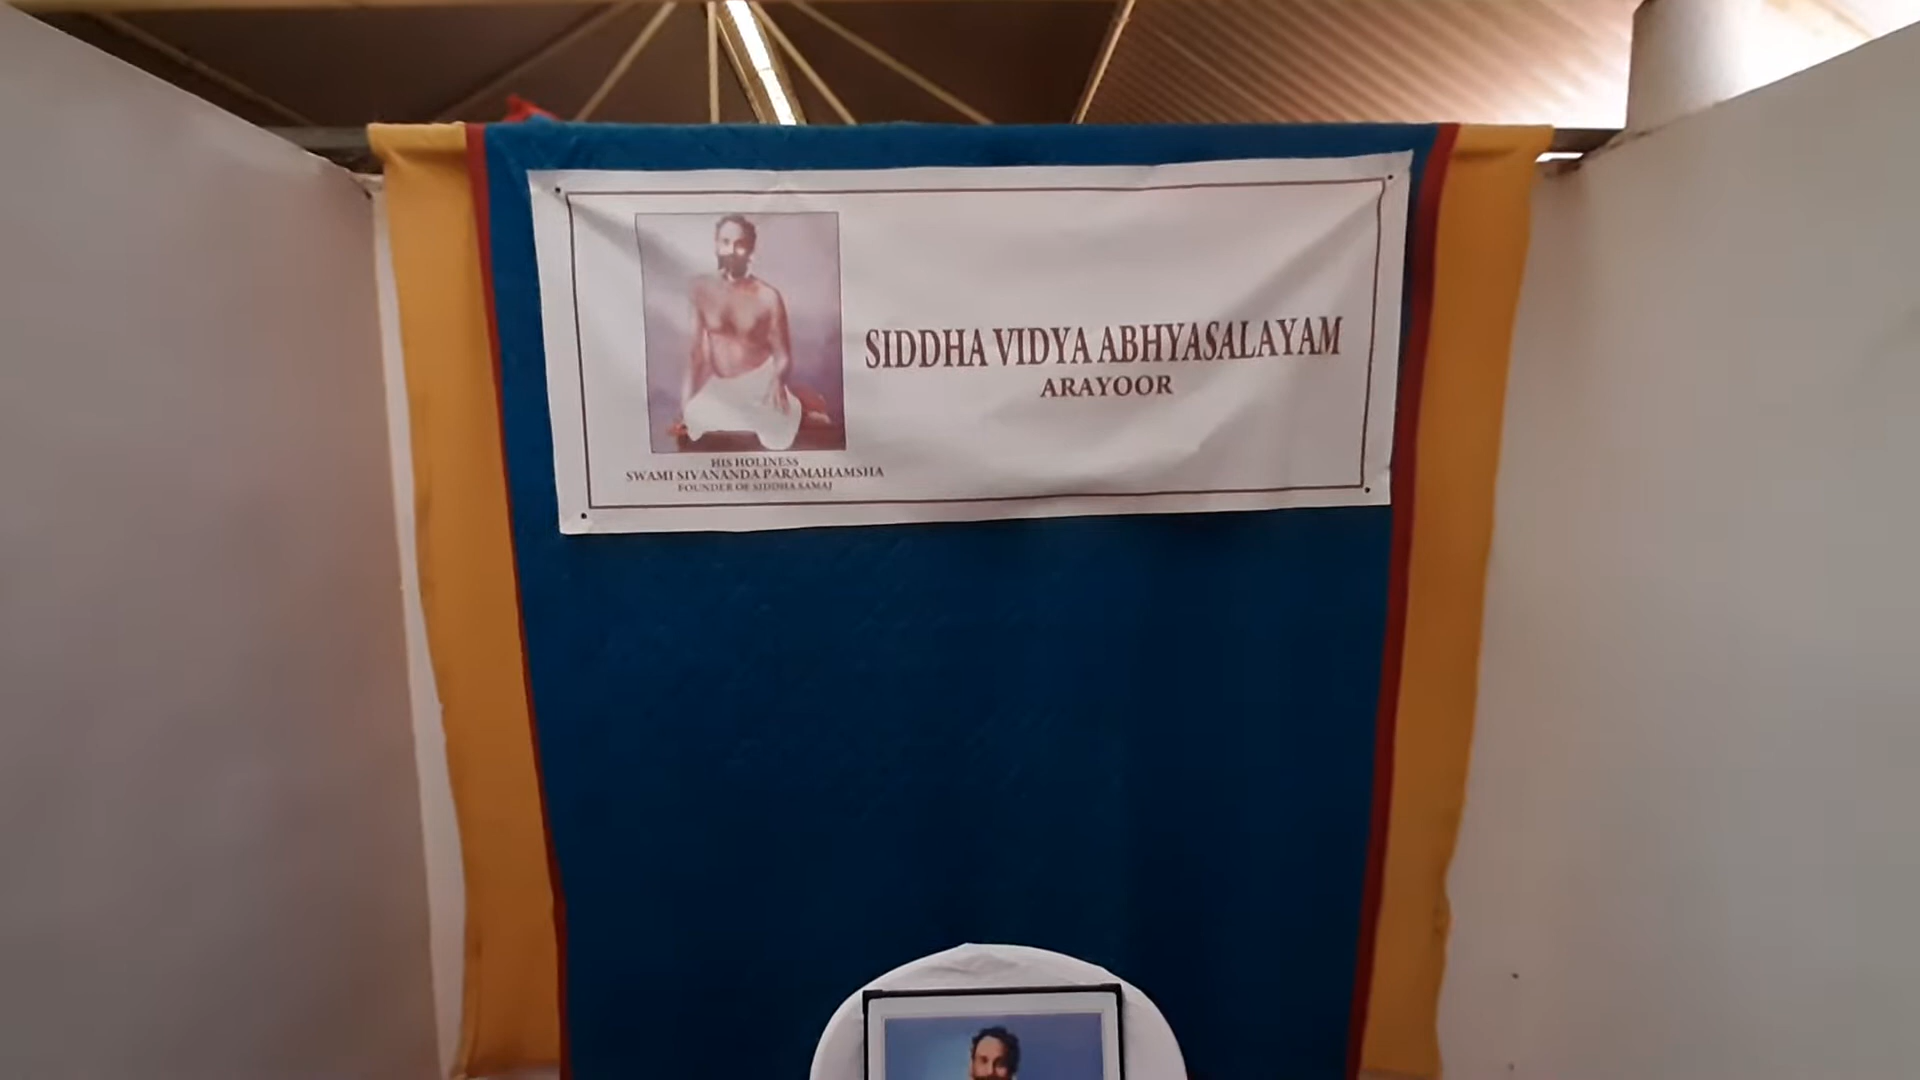 SIDDHA VIDYA ABHYASALAYAM
ARAYOOR
HIS HOLINESS
SWAMI SIVANANDA PARAMAHAMSHA
FOUNDER OF SIDDHA SAMAJ